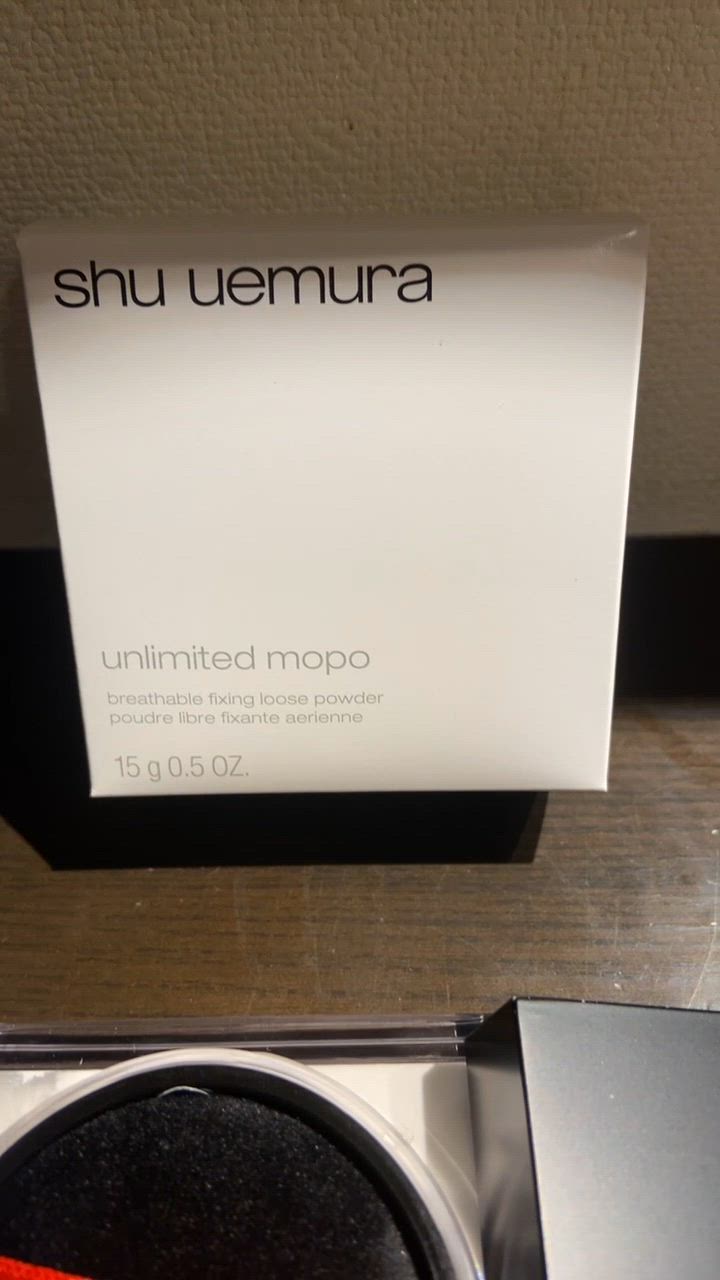 shu uemura
unlimited mopo
breathable fixing loose powder
poudre libre fixante aerienne
15 g 0.5 OZ.